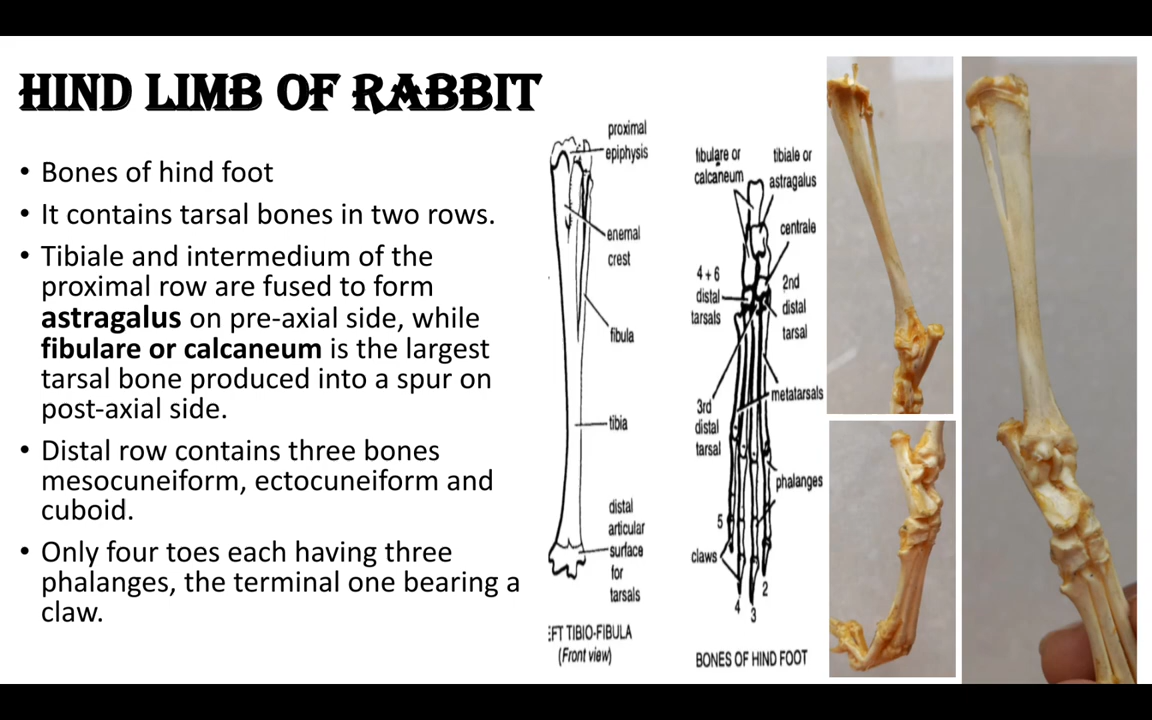 HIND LIMB OF RABBIT
• Bones of hind foot
• It contains tarsal bones in two rows.
• Tibiale and intermedium of the
proximal row are fused to form
astragalus on pre-axial side, while
fibulare or calcaneum is the largest
tarsal bone produced into a spur on
post-axial side.
• Distal row contains three bones
mesocuneiform, ectocuneiform and
cuboid.
• Only four toes each having three
phalanges, the terminal one bearing a
claw.
proximal
epiphysis
enemal
crest
fibula
tibia
distal
articular
surface
for
tarsals
EFT TIBIO-FIBULA
(Front view)
fibulare or
calcaneum
tibiale or
astragalus
centrale
4 + 6
distal
tarsals
2nd
distal
tarsal
metatarsals
3rd
distal
tarsal
phalanges
5
claws
4
3
2
BONES OF HIND FOOT